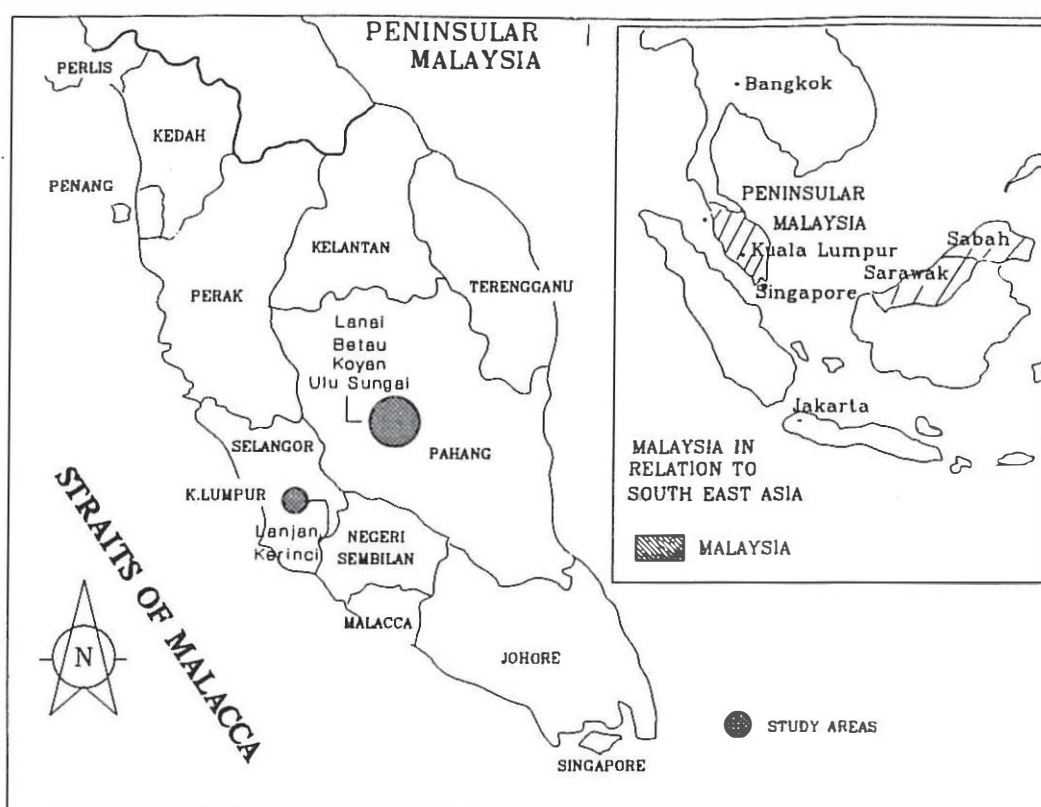 PENINSULAR
MALAYSIA
PERLIS
KEDAH
PENANG
KELANTAN
TERENGGANU
PERAK
Lanai
Betau
Koyan
Ulu Sungai
SELANGOR
PAHANG
K.LUMPUR
Lanjan
Kerinci
NEGERI
SEMBILAN
MALACCA
JOHORE
SINGAPORE
STRAITS OF MALACCA
N
STUDY AREAS
Bangkok
PENINSULAR
MALAYSIA
Kuala Lumpur
Sabah
Sarawak
Singapore
Jakarta
MALAYSIA IN
RELATION TO
SOUTH EAST ASIA
MALAYSIA